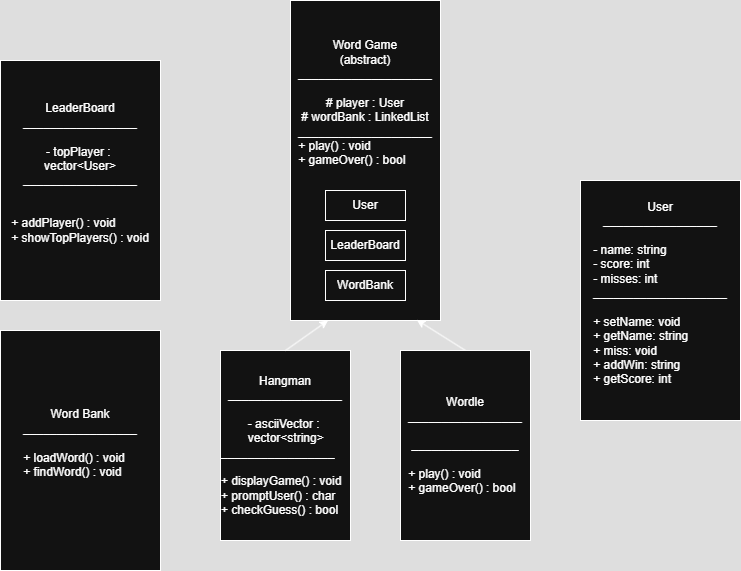 Word Game
(abstract)
# player : User
# wordBank : LinkedList
+ play() : void
+ gameOver() : bool
User
LeaderBoard
WordBank
LeaderBoard
- topPlayer :
vector<User>
+ addPlayer() : void
+ showTopPlayers() : void
User
- name: string
- score: int
- misses: int
+ setName: void
+ getName: string
+ miss: void
+ addWin: string
+ getScore: int
Word Bank
+ loadWord() : void
+ findWord() : void
Hangman
- asciiVector :
vector<string>
+ displayGame() : void
+ promptUser() : char
+ checkGuess() : bool
Wordle
+ play() : void
+ gameOver() : bool